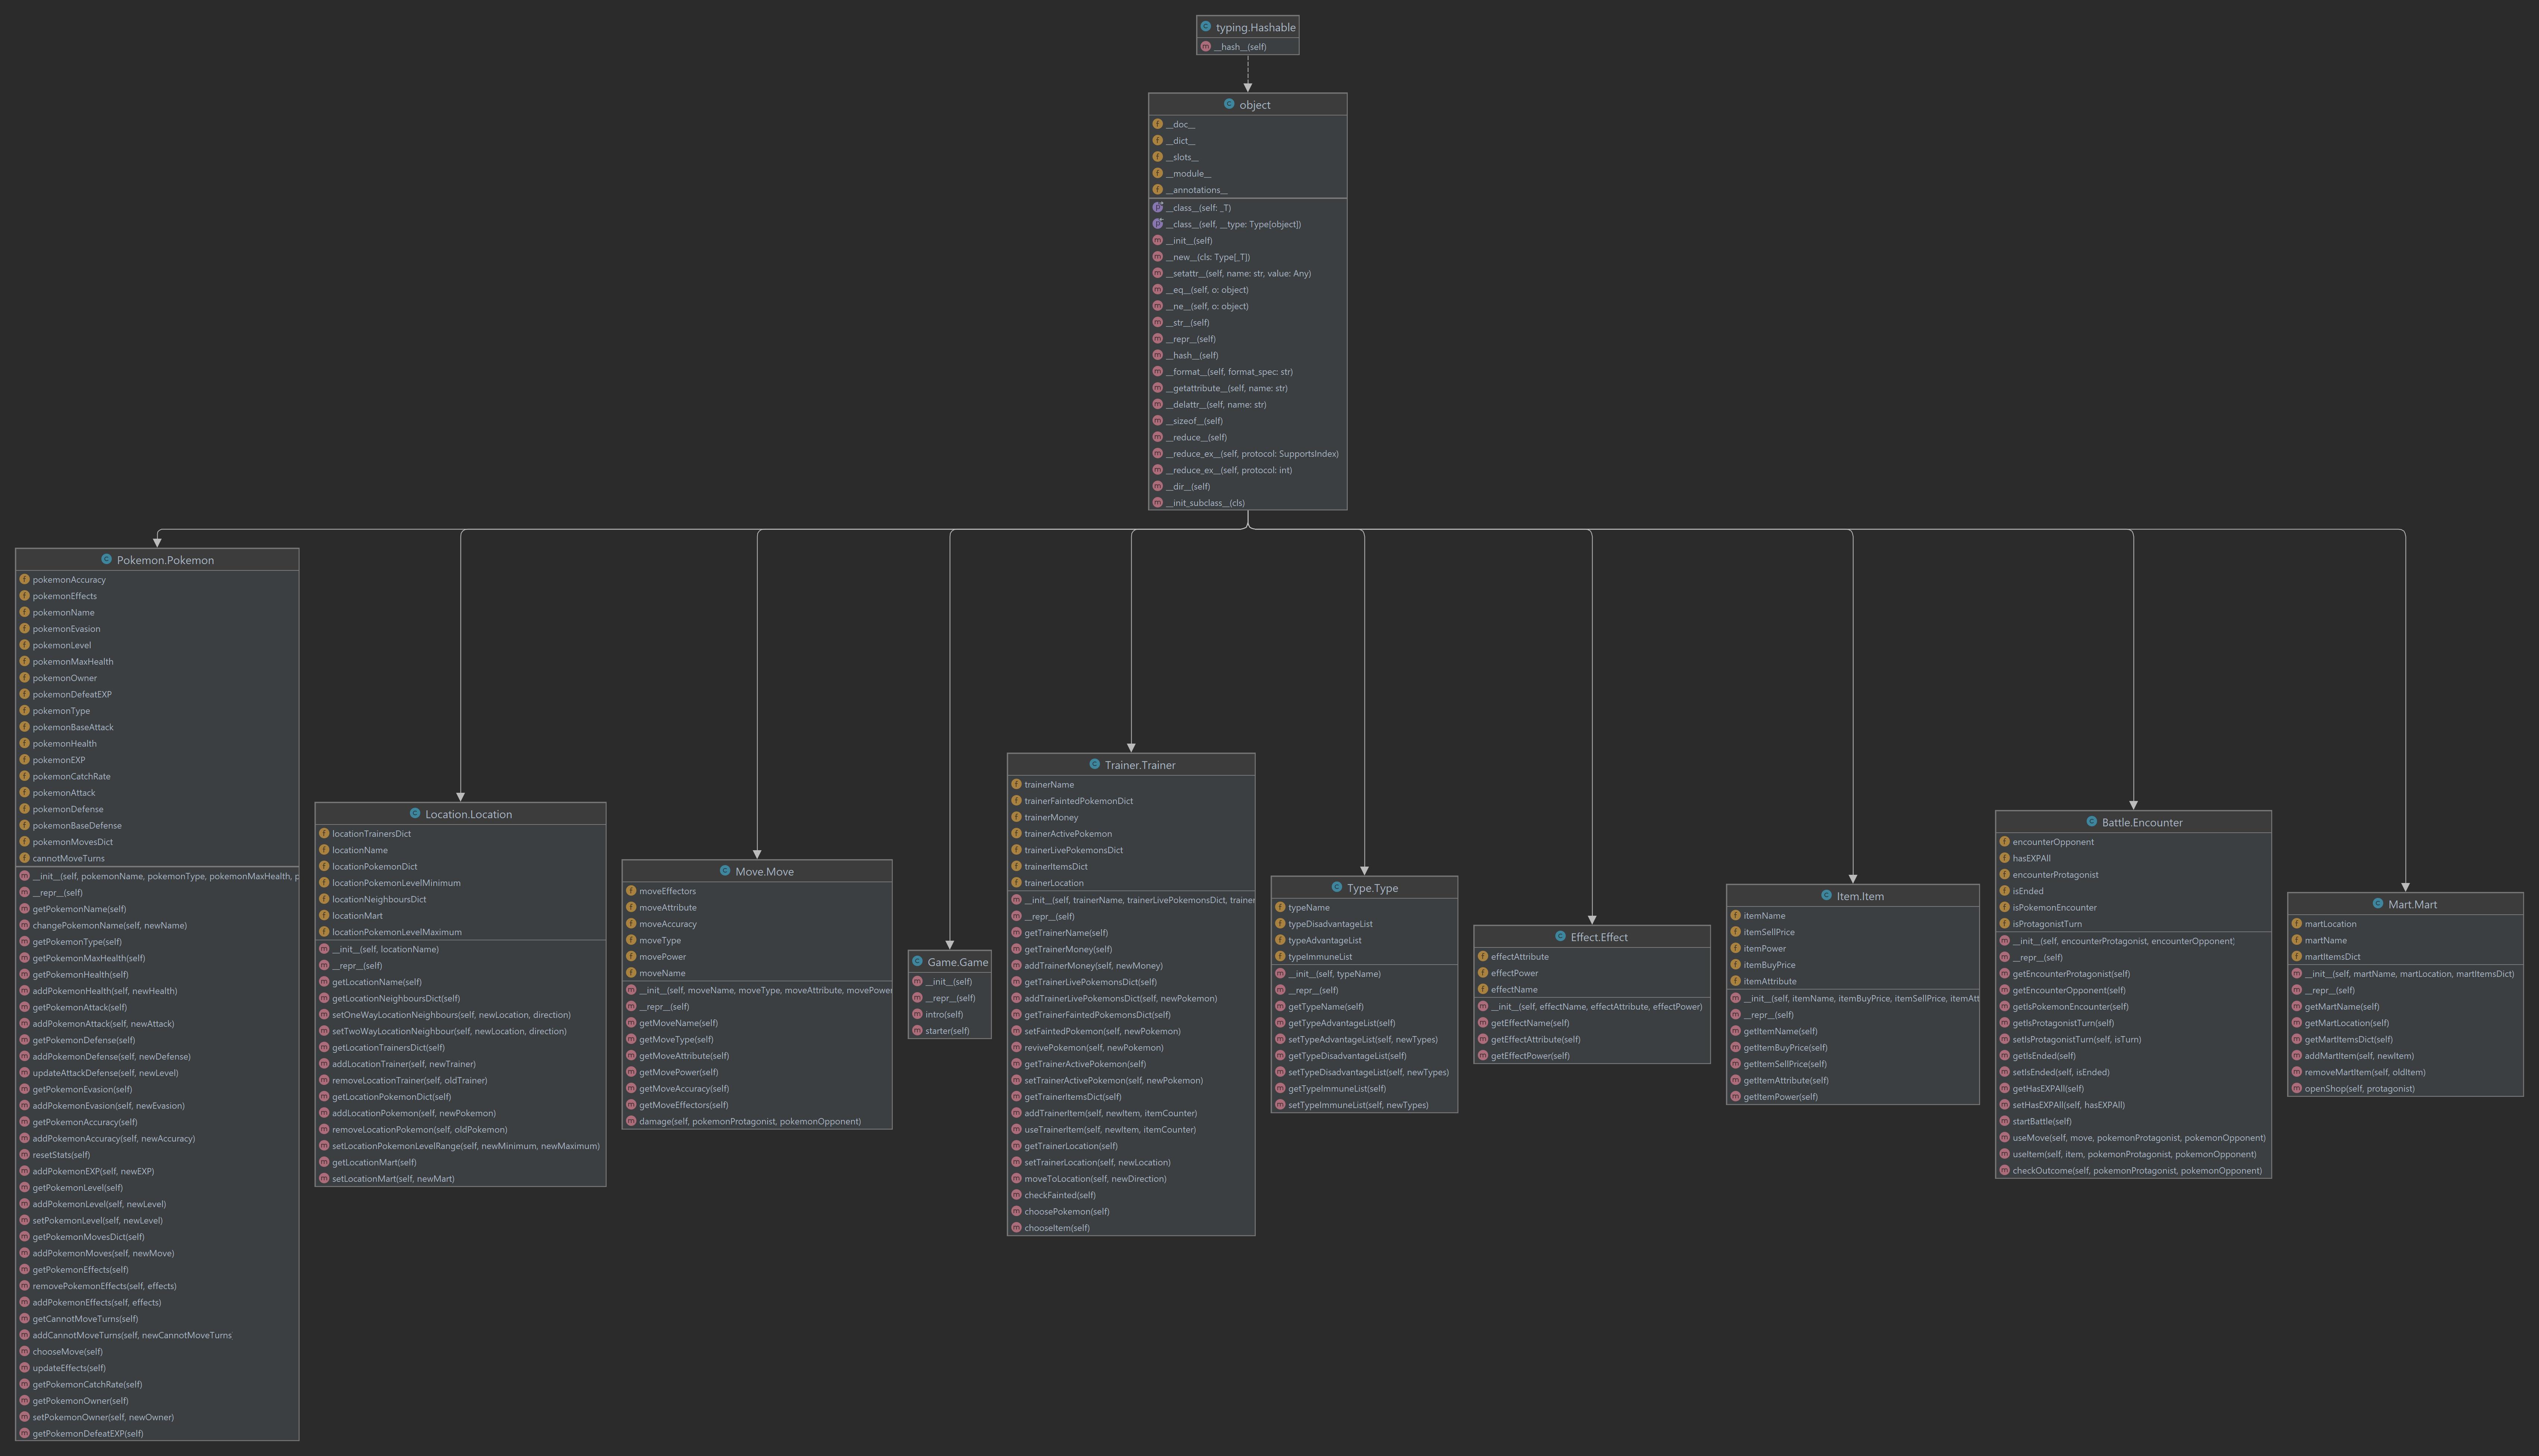 typing.Hashable
__hash__(self)
object
__doc__
__dict__
__slots__
__module__
__annotations__
__class__(self: _T)
__class__(self, __type: Type[object])
__init__(self)
__new__(cls: Type[_T])
__setattr__(self, name: str, value: Any)
__eq__(self, o: object)
__ne__(self, o: object)
__str__(self)
__repr__(self)
__hash__(self)
__format__(self, format_spec: str)
__getattribute__(self, name: str)
__delattr__(self, name: str)
__sizeof__(self)
__reduce__(self)
__reduce_ex__(self, protocol: SupportsIndex)
__reduce_ex__(self, protocol: int)
__dir__(self)
__init_subclass__(cls)
Pokemon.Pokemon
pokemonAccuracy
pokemonEffects
pokemonName
pokemonEvasion
pokemonLevel
pokemonMaxHealth
pokemonOwner
pokemonDefeatEXP
pokemonType
pokemonBaseAttack
pokemonHealth
pokemonEXP
pokemonCatchRate
pokemonAttack
pokemonDefense
pokemonBaseDefense
pokemonMovesDict
cannotMoveTurns
__init__(self, pokemonName, pokemonType, pokemonMaxHealth, p
__repr__(self)
getPokemonName(self)
changePokemonName(self, newName)
getPokemonType(self)
getPokemonMaxHealth(self)
getPokemonHealth(self)
addPokemonHealth(self, newHealth)
getPokemonAttack(self)
addPokemonAttack(self, newAttack)
getPokemonDefense(self)
addPokemonDefense(self, newDefense)
updateAttackDefense(self, newLevel)
getPokemonEvasion(self)
addPokemonEvasion(self, newEvasion)
getPokemonAccuracy(self)
addPokemonAccuracy(self, newAccuracy)
resetStats(self)
addPokemonEXP(self, newEXP)
getPokemonLevel(self)
addPokemonLevel(self, newLevel)
setPokemonLevel(self, newLevel)
getPokemonMovesDict(self)
addPokemonMoves(self, newMove)
getPokemonEffects(self)
removePokemonEffects(self, effects)
addPokemonEffects(self, effects)
getCannotMoveTurns(self)
addCannotMoveTurns(self, newCannotMoveTurns
chooseMove(self)
updateEffects(self)
getPokemonCatchRate(self)
getPokemonOwner(self)
setPokemonOwner(self, newOwner)
getPokemonDefeatEXP(self)
Location.Location
locationTrainersDict
locationName
locationPokemonDict
locationPokemonLevelMinimum
locationNeighboursDict
locationMart
locationPokemonLevelMaximum
__init__(self, locationName)
__repr__(self)
getLocationName(self)
getLocationNeighboursDict(self)
setOneWayLocationNeighbours(self, newLocation, direction)
setTwoWayLocationNeighbour(self, newLocation, direction)
getLocationTrainersDict(self)
addLocationTrainer(self, newTrainer)
removeLocationTrainer(self, oldTrainer)
getLocationPokemonDict(self)
addLocationPokemon(self, newPokemon)
removeLocationPokemon(self, oldPokemon)
setLocationPokemonLevelRange(self, newMinimum, newMaximum)
getLocationMart(self)
setLocationMart(self, newMart)
Move.Move
moveEffectors
moveAttribute
moveAccuracy
moveType
movePower
moveName
__init__(self, moveName, moveType, moveAttribute, movePower
__repr__(self)
getMoveName(self)
getMoveType(self)
getMoveAttribute(self)
getMovePower(self)
getMoveAccuracy(self)
getMoveEffectors(self)
damage(self, pokemonProtagonist, pokemonOpponent)
Game.Game
__init__(self)
__repr__(self)
intro(self)
starter(self)
Trainer.Trainer
trainerName
trainerFaintedPokemonDict
trainerMoney
trainerActivePokemon
trainerLivePokemonsDict
trainerItemsDict
trainerLocation
__init__(self, trainerName, trainerLivePokemonsDict, trainer
__repr__(self)
getTrainerName(self)
getTrainerMoney(self)
addTrainerMoney(self, newMoney)
getTrainerLivePokemonsDict(self)
addTrainerLivePokemonsDict(self, newPokemon)
getTrainerFaintedPokemonsDict(self)
setFaintedPokemon(self, newPokemon)
revivePokemon(self, newPokemon)
getTrainerActivePokemon(self)
setTrainerActivePokemon(self, newPokemon)
getTrainerItemsDict(self)
addTrainerItem(self, newItem, itemCounter)
useTrainerItem(self, newItem, itemCounter)
getTrainerLocation(self)
setTrainerLocation(self, newLocation)
moveToLocation(self, newDirection)
checkFainted(self)
choosePokemon(self)
chooseItem(self)
Type.Type
typeName
typeDisadvantageList
typeAdvantageList
typeImmuneList
__init__(self, typeName)
__repr__(self)
getTypeName(self)
getTypeAdvantageList(self)
setTypeAdvantageList(self, newTypes)
getTypeDisadvantageList(self)
setTypeDisadvantageList(self, newTypes)
getTypeImmuneList(self)
setTypeImmuneList(self, newTypes)
Effect.Effect
effectAttribute
effectPower
effectName
__init__(self, effectName, effectAttribute, effectPower)
getEffectName(self)
getEffectAttribute(self)
getEffectPower(self)
Item.Item
itemName
itemSellPrice
itemPower
itemBuyPrice
itemAttribute
__init__(self, itemName, itemBuyPrice, itemSellPrice, itemAtt
__repr__(self)
getItemName(self)
getItemBuyPrice(self)
getItemSellPrice(self)
getItemAttribute(self)
getItemPower(self)
Battle.Encounter
encounterOpponent
hasEXPAll
encounterProtagonist
isEnded
isPokemonEncounter
isProtagonistTurn
__init__(self, encounterProtagonist, encounterOpponent)
__repr__(self)
getEncounterProtagonist(self)
getEncounterOpponent(self)
getIsPokemonEncounter(self)
getIsProtagonistTurn(self)
setIsProtagonistTurn(self, isTurn)
getIsEnded(self)
setIsEnded(self, isEnded)
getHasEXPAll(self)
setHasEXPAll(self, hasEXPAll)
startBattle(self)
useMove(self, move, pokemonProtagonist, pokemonOpponent)
useItem(self, item, pokemonProtagonist, pokemonOpponent)
checkOutcome(self, pokemonProtagonist, pokemonOpponent)
Mart.Mart
martLocation
martName
martItemsDict
__init__(self, martName, martLocation, martItemsDict)
__repr__(self)
getMartName(self)
getMartLocation(self)
getMartItemsDict(self)
addMartItem(self, newItem)
removeMartItem(self, oldItem)
openShop(self, protagonist)